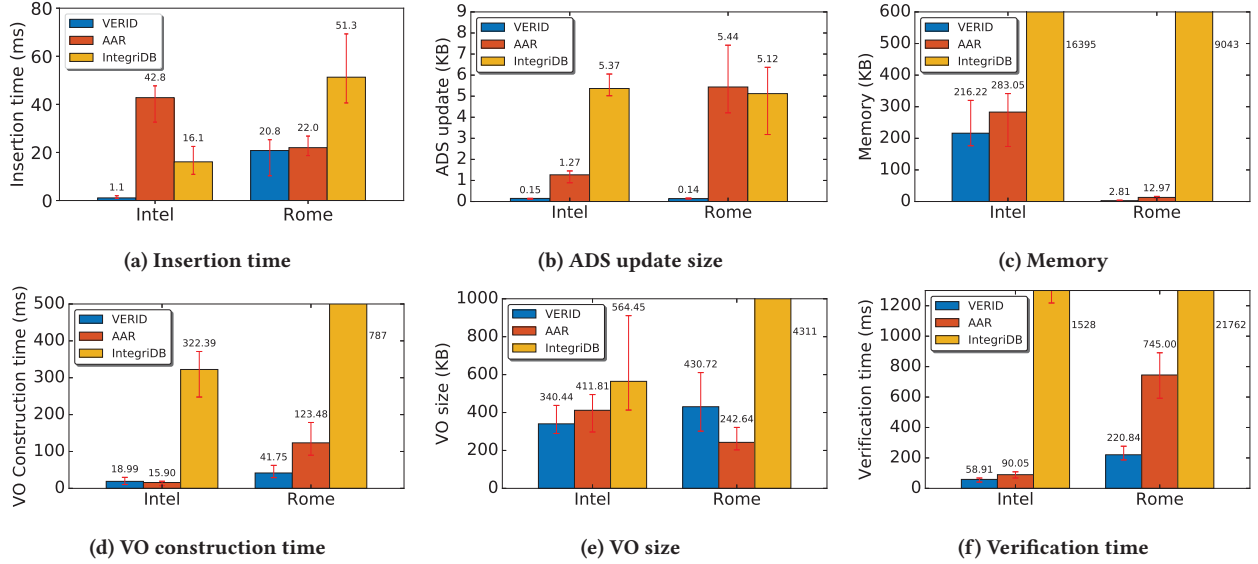 Insertion time (ms)
80
60
40
20
0
VERID
AAR
IntegriDB
1.1
42.8
16.1
20.8
22.0
51.3
Intel
Rome
(a) Insertion time
ADS update (KB)
9
8
7
6
5
4
3
2
1
0
VERID
AAR
IntegriDB
0.15
1.27
5.37
0.14
5.44
5.12
Intel
Rome
(b) ADS update size
Memory (KB)
600
500
400
300
200
100
0
VERID
AAR
IntegriDB
216.22
283.05
16395
2.81
12.97
9043
Intel
Rome
(c) Memory
VO Construction time (ms)
500
400
300
200
100
0
VERID
AAR
IntegriDB
18.99
15.90
322.39
41.75
123.48
787
Intel
Rome
(d) VO construction time
VO size (KB)
1000
800
600
400
200
0
VERID
AAR
IntegriDB
340.44
411.81
564.45
430.72
242.64
4311
Intel
Rome
(e) VO size
Verification time (ms)
1200
1000
800
600
400
200
0
VERID
AAR
IntegriDB
58.91
90.05
1528
220.84
745.00
21762
Intel
Rome
(f) Verification time